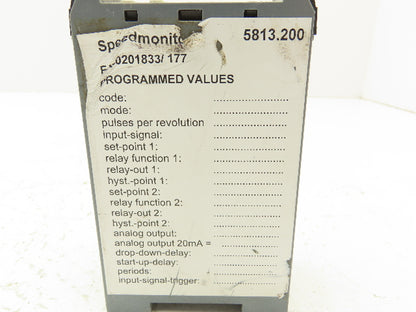 Speedmonito 5813.200
0201833/ 177
PROGRAMMED VALUES
code:
mode:
pulses per revolution
input-signal:
set-point 1:
relay function 1:
relay-out 1:
hyst.-point 1:
set-point 2:
relay function 2:
relay-out 2:
hyst.-point 2:
analog output:
analog output 20mA =
drop-down-delay:
start-up-delay:
periods:
input-signal-trigger: